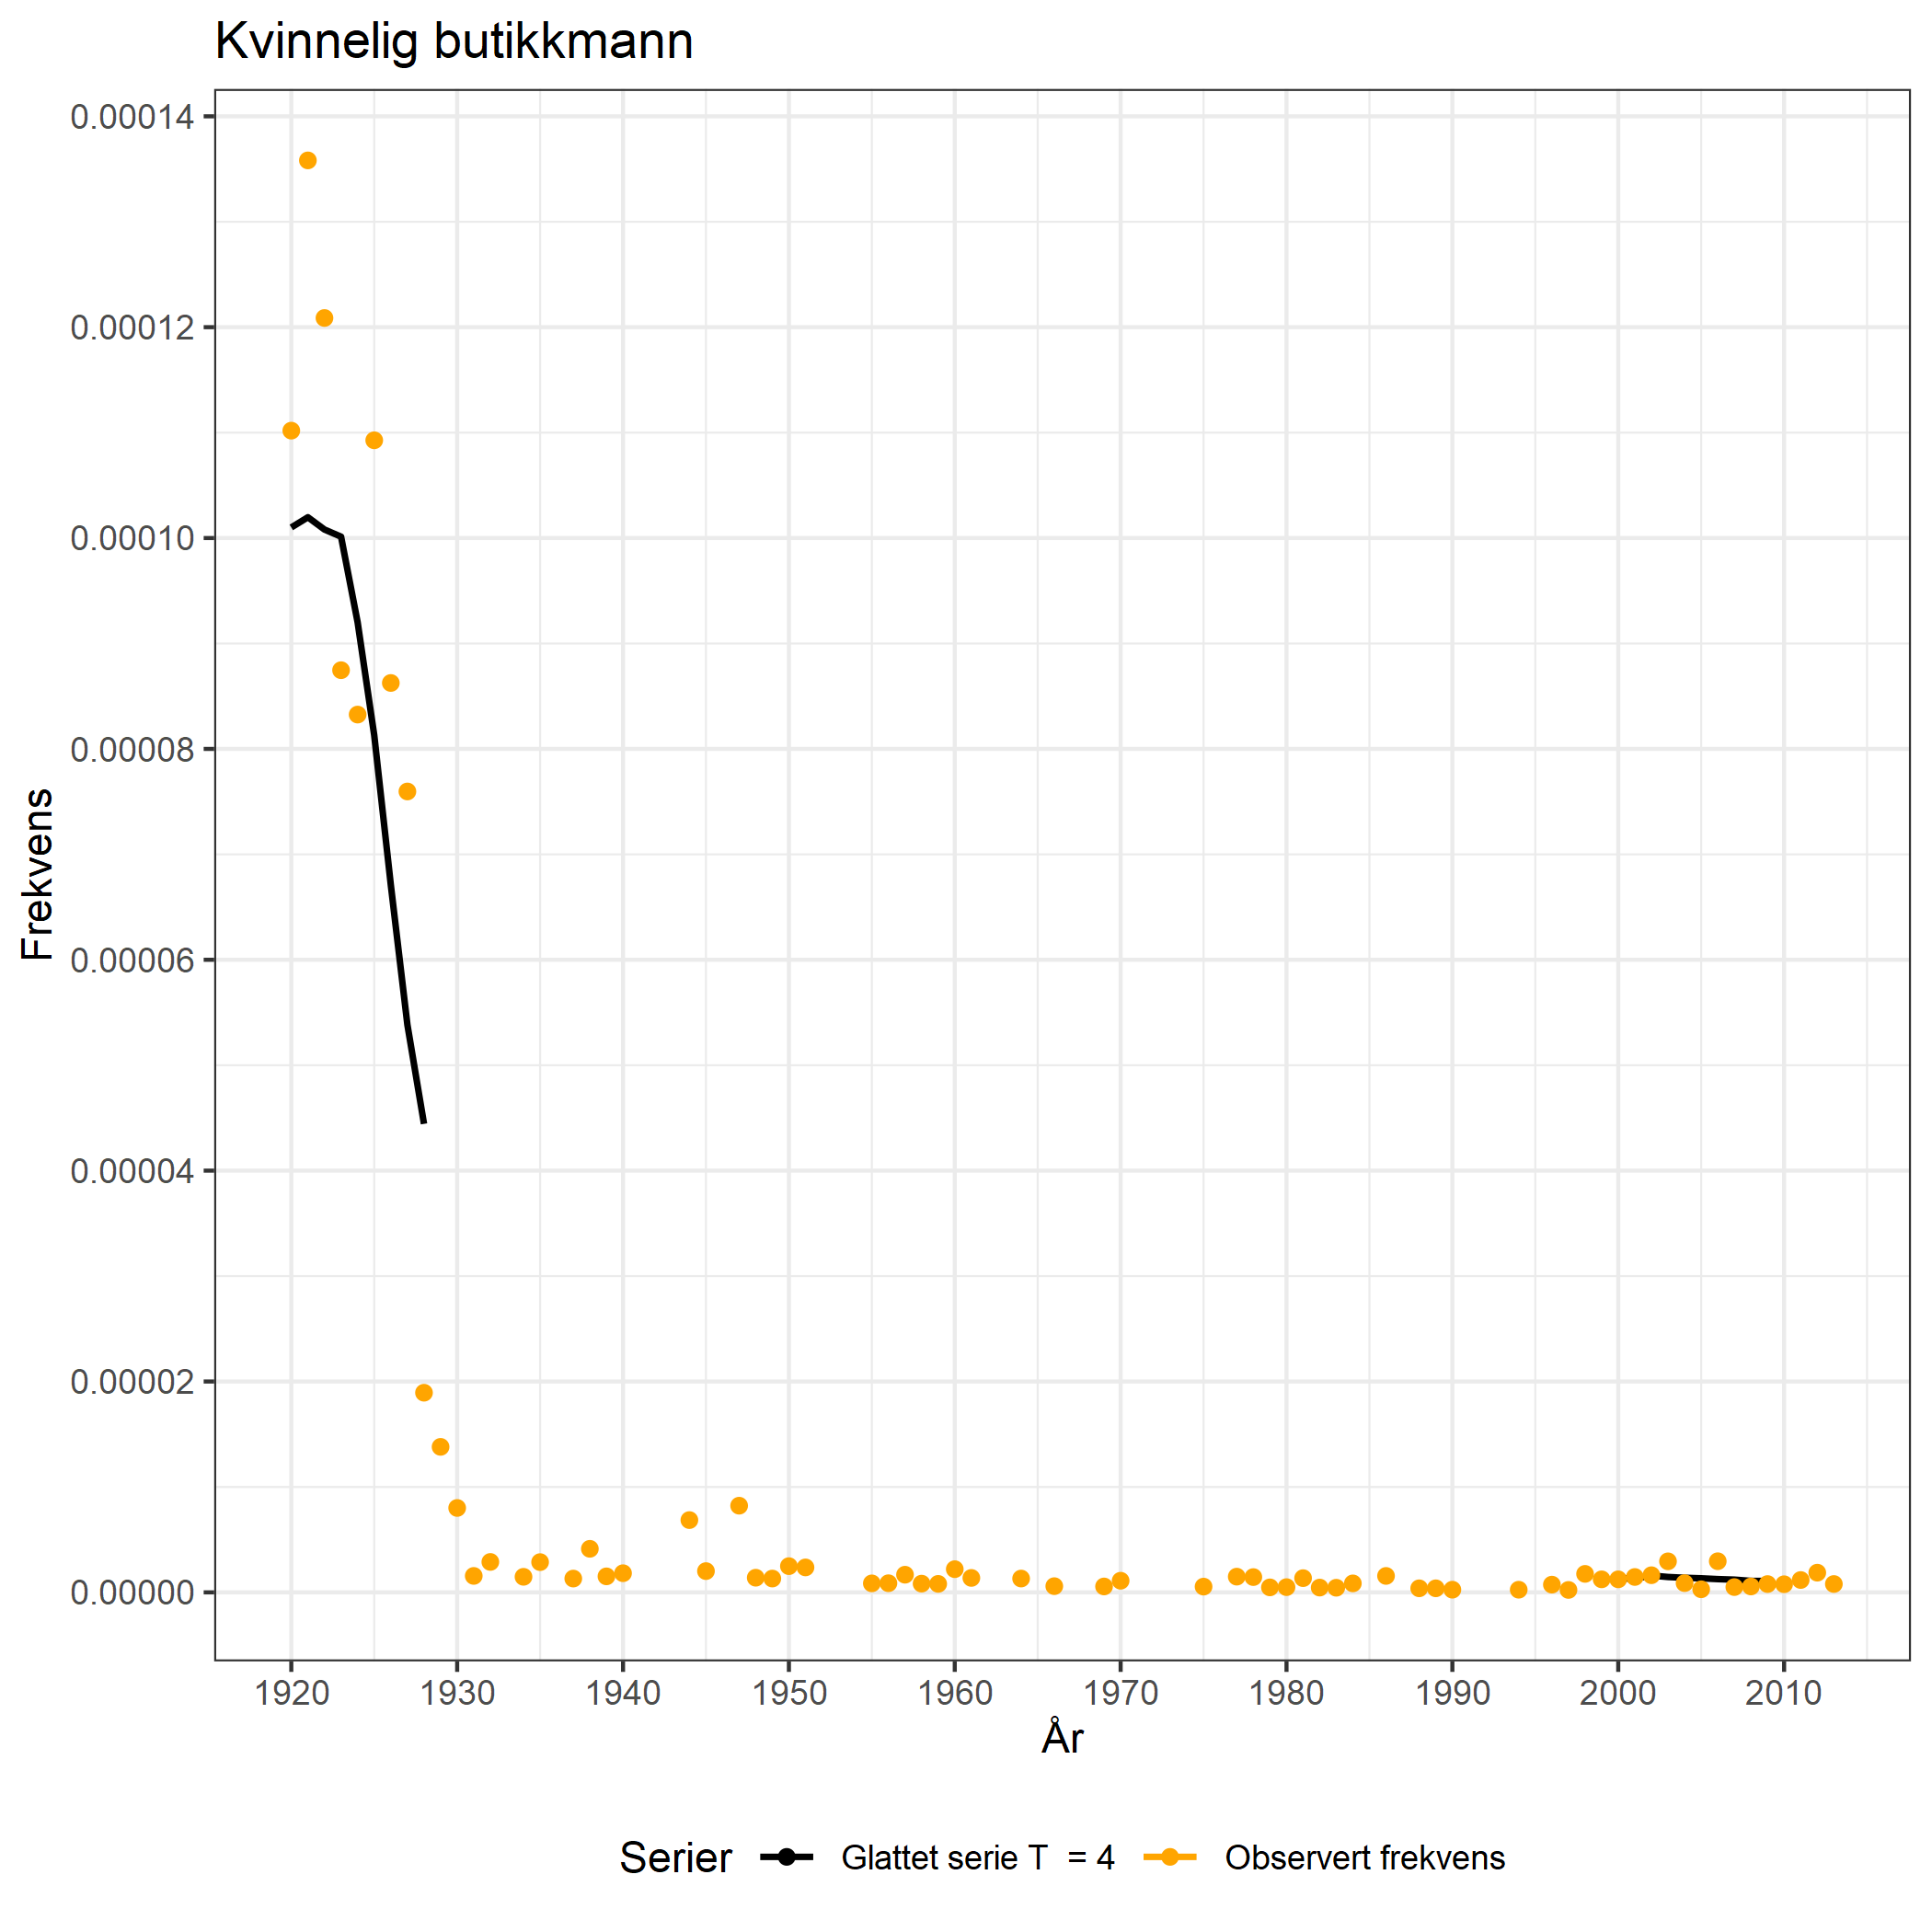 Kvinnelig butikkmann
0.00014
0.00012
0.00010
0.00008
0.00006
0.00004
0.00002
0.00000
Frekvens
1920 1930 1940 1950 1960 1970 1980 1990 2000 2010
År
Serier Glattet serie T = 4 Observert frekvens